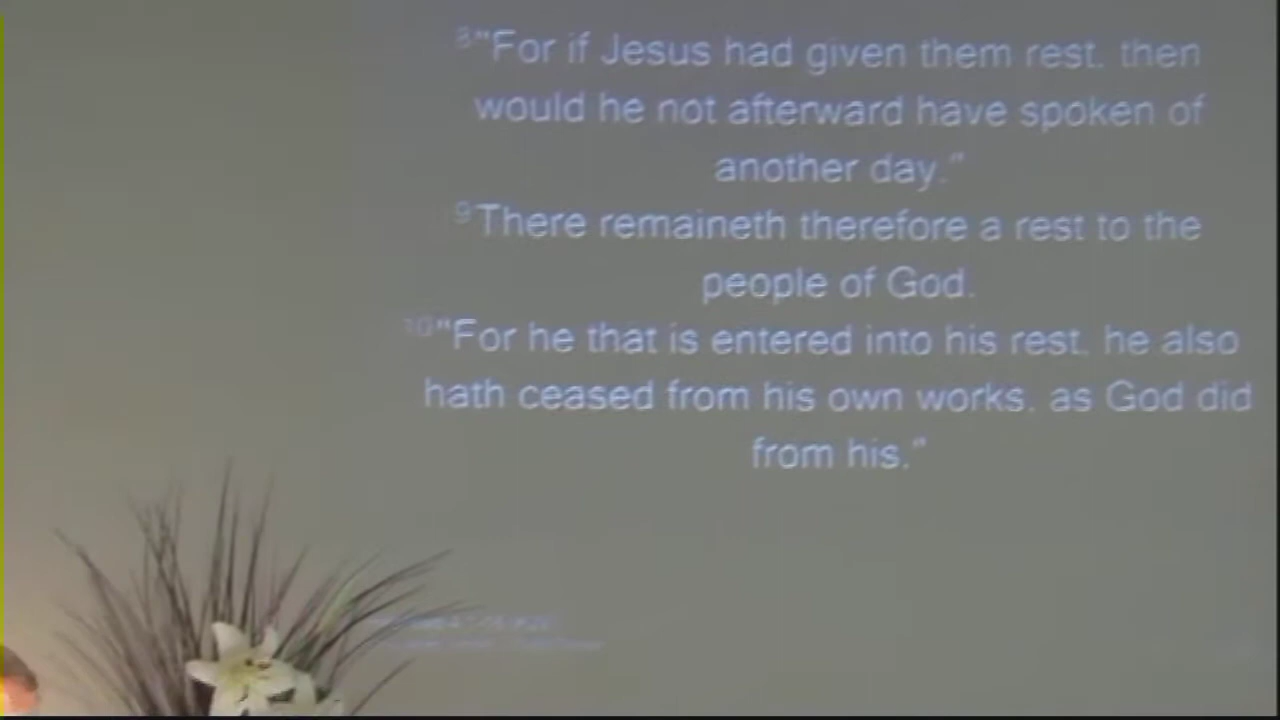 8"For if Jesus had given them rest, then
would he not afterward have spoken of
another day."
9There remaineth therefore a rest to the
people of God.
10"For he that is entered into his rest, he also
hath ceased from his own works, as God did
from his."